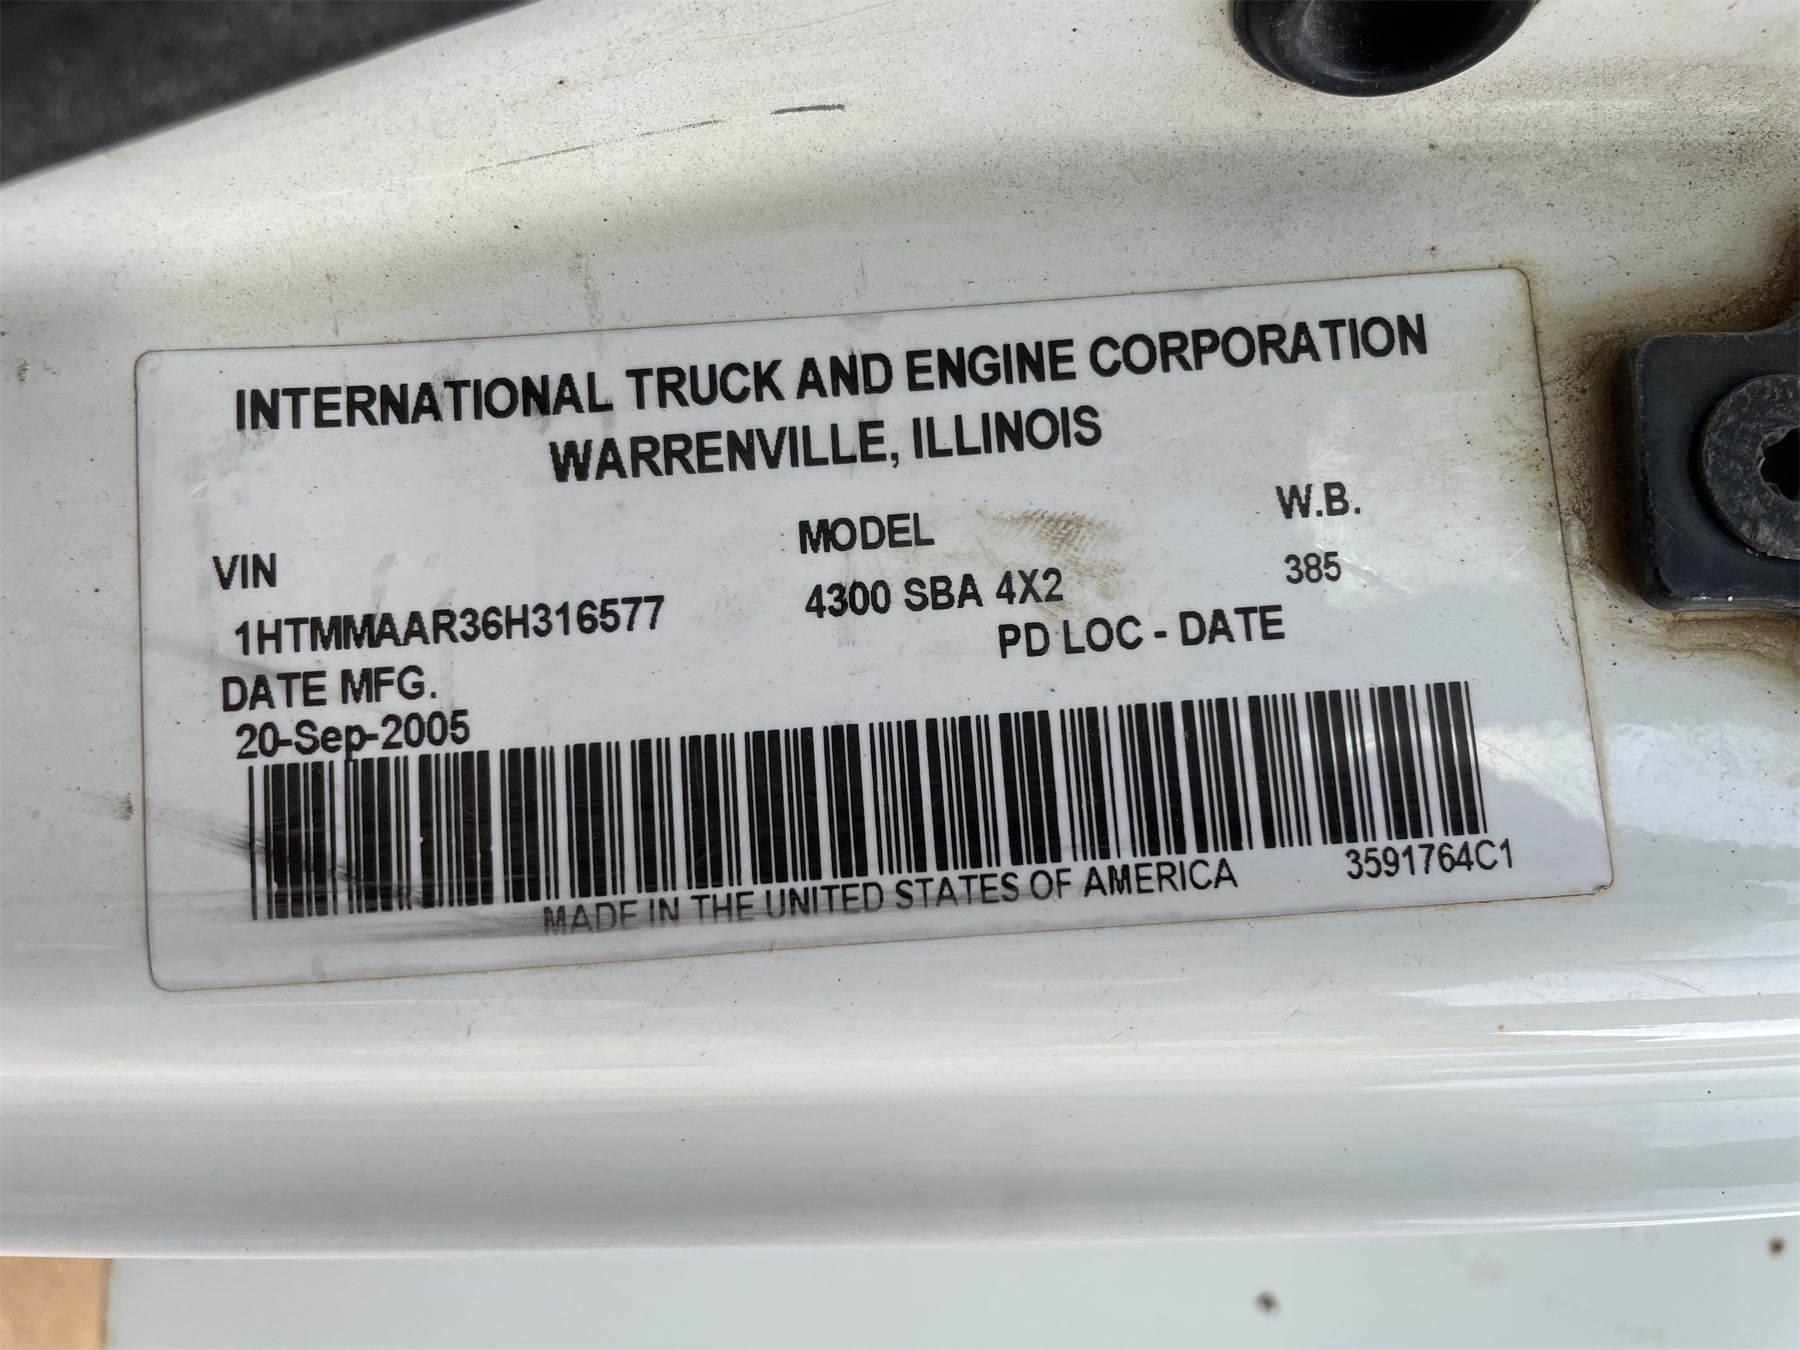 INTERNATIONAL TRUCK AND ENGINE CORPORATION
WARRENVILLE, ILLINOIS
VIN MODEL W.B.
1HTMMAAR36H316577 4300 SBA 4X2 385
DATE MFG. PD LOC - DATE
20-Sep-2005
MADE IN THE UNITED STATES OF AMERICA 3591764C1